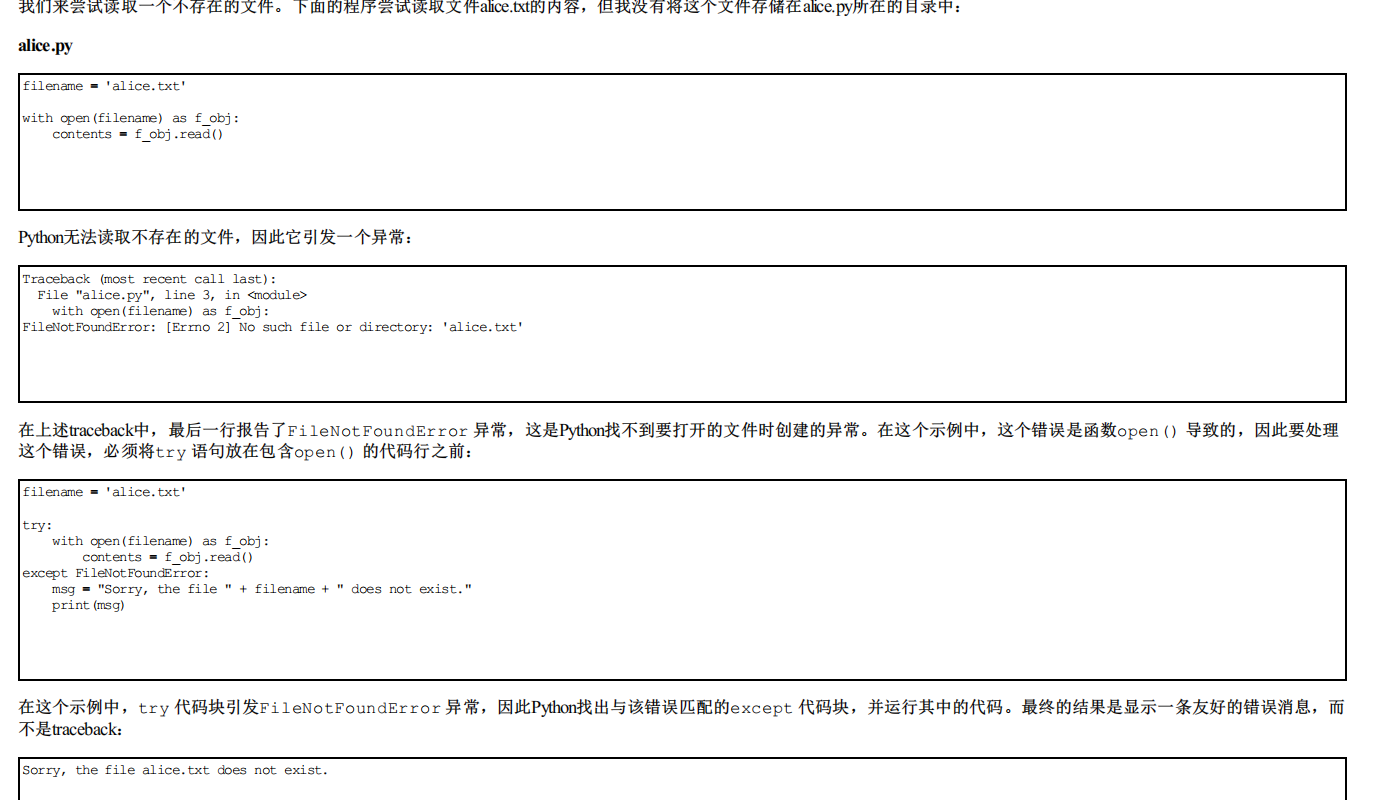 我们来尝试读取一个不存在的文件。下面的程序尝试读取文件alice.txt的内容，但我没有将这个文件存储在alice.py所在的目录中：
alice.py
filename = 'alice.txt'
with open(filename) as f_obj:
    contents = f_obj.read()
Python无法读取不存在的文件，因此它引发一个异常：
Traceback (most recent call last):
  File "alice.py", line 3, in <module>
    with open(filename) as f_obj:
FileNotFoundError: [Errno 2] No such file or directory: 'alice.txt'
在上述traceback中，最后一行报告了FileNotFoundError 异常，这是Python找不到要打开的文件时创建的异常。在这个示例中，这个错误是函数open() 导致的，因此要处理
这个错误，必须将try 语句放在包含open() 的代码行之前：
filename = 'alice.txt'
try:
    with open(filename) as f_obj:
        contents = f_obj.read()
except FileNotFoundError:
    msg = "Sorry, the file " + filename + " does not exist."
    print(msg)
在这个示例中，try 代码块引发FileNotFoundError 异常，因此Python找出与该错误匹配的except 代码块，并运行其中的代码。最终的结果是显示一条友好的错误消息，而
不是traceback：
Sorry, the file alice.txt does not exist.